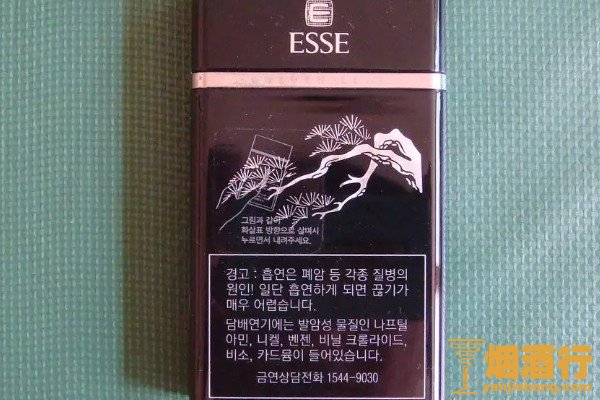 E
ESSE
그림과 같이
화살표 방향으로 살며시
누르면서 내려주세요.
경고 : 흡연은 폐암 등 각종 질병의
원인! 일단 흡연하게 되면 끊기가
매우 어렵습니다.
담배연기에는 발암성 물질인 나프틸
아민, 니켈, 벤젠, 비닐 크롤라이드,
비소, 카드뮴이 들어있습니다.
금연상담전화 1544-9030
烟酒行